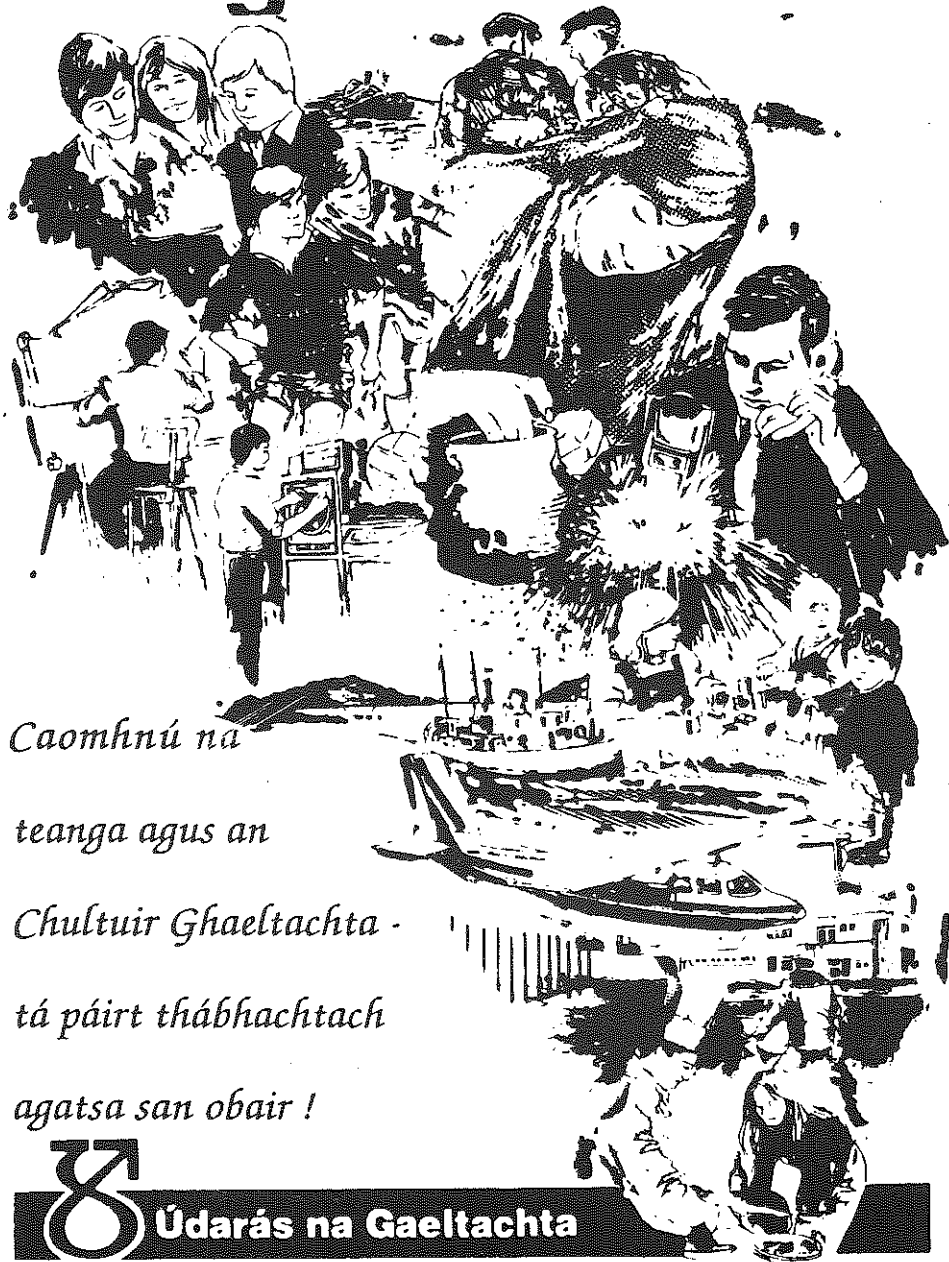 Caomhnú na
teanga agus an
Chultuir Ghaeltachta -
tá páirt thábhachtach
agatsa san obair !
Údarás na Gaeltachta